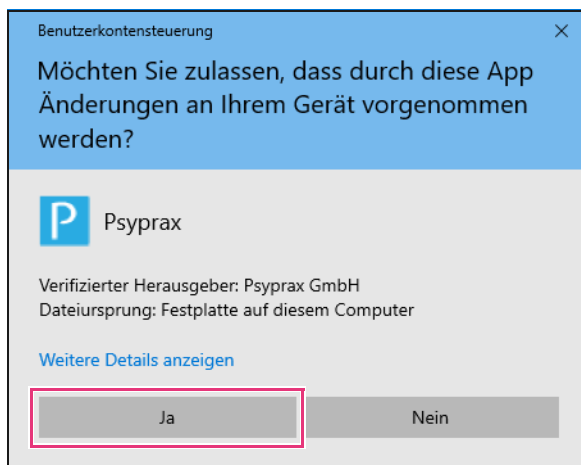 Benutzerkontensteuerung
Möchten Sie zulassen, dass durch diese App
Änderungen an Ihrem Gerät vorgenommen
werden?
P
Psyprax
Verifizierter Herausgeber: Psyprax GmbH
Dateiursprung: Festplatte auf diesem Computer
Weitere Details anzeigen
Ja
Nein